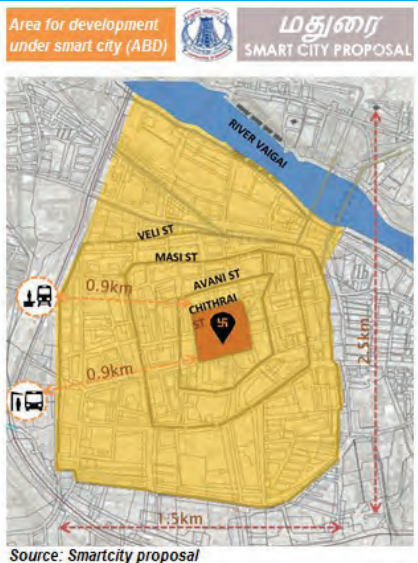 Area for development
under smart city (ABD)
மதுரை
SMART CITY PROPOSAL
RIVER VAIGAI
VELI ST
MASI ST
AVANI ST
CHITHRAI
ST
0.9km
0.9km
2.5km
1.5km
Source: Smartcity proposal